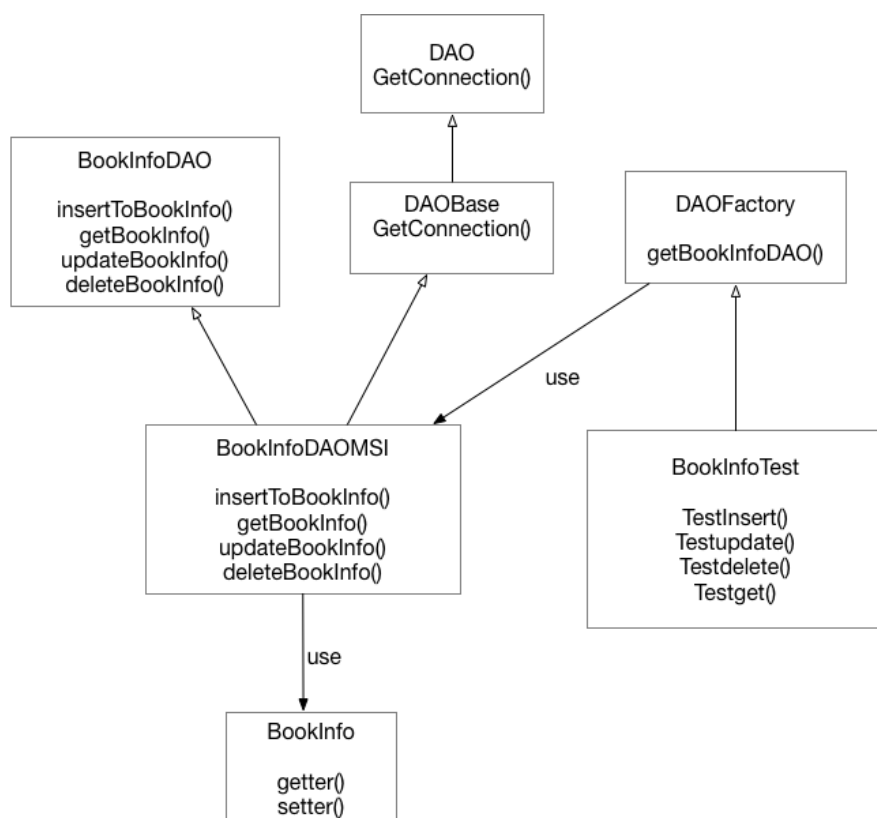 DAO
GetConnection()
BookInfoDAO
insertToBookInfo()
getBookInfo()
updateBookInfo()
deleteBookInfo()
DAOBase
GetConnection()
DAOFactory
getBookInfoDAO()
use
BookInfoDAOMSI
insertToBookInfo()
getBookInfo()
updateBookInfo()
deleteBookInfo()
BookInfoTest
TestInsert()
Testupdate()
Testdelete()
Testget()
use
BookInfo
getter()
setter()